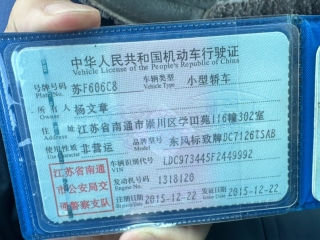 中华人民共和国机动车行驶证
Vehicle License of the People's Republic of China
号牌号码 苏F606C8 车辆类型 小型轿车
Plate No. Vehicle Type
所有人 杨文章
Owner
住址 江苏省南通市崇川区学田苑116幢302室
Address
使用性质 非营运 品牌型号 东风标致牌DC7126TSAB
Use Character Model
江苏省南通市公安局交通警察支队
车辆识别代号 LDC973445F2449992
VIN
发动机号码 1318120
Engine No.
注册日期 2015-12-22 发证日期 2015-12-22
Register Date Issue Date